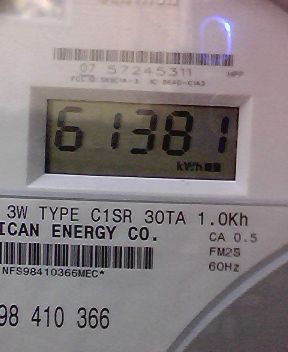 07 57245311 HPP
61381
kWh
3W TYPE C1SR 30TA 1.0Kh
ICAN ENERGY CO.
CA 0.5
FM2S
NFS98410366MEC*
60Hz
98 410 366